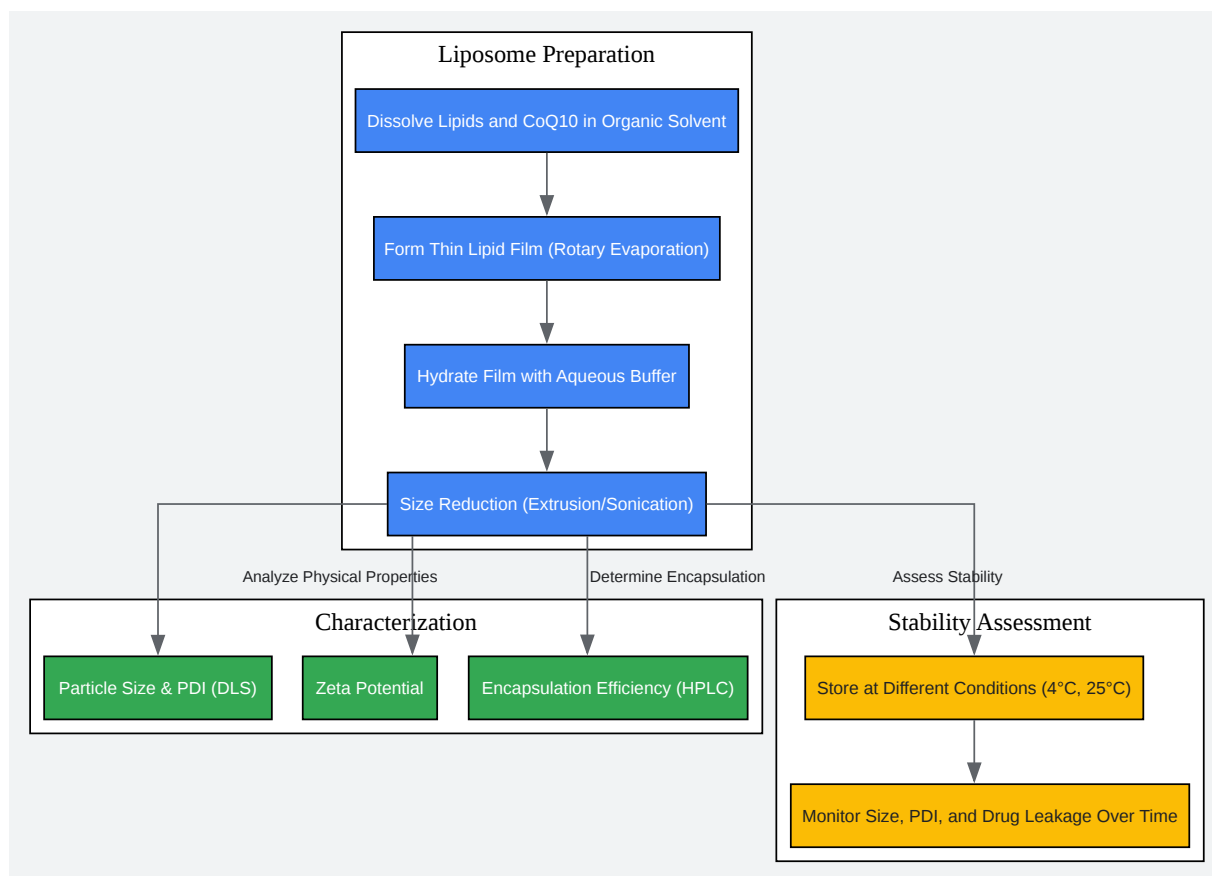 Liposome Preparation
Dissolve Lipids and CoQ10 in Organic Solvent
Form Thin Lipid Film (Rotary Evaporation)
Hydrate Film with Aqueous Buffer
Size Reduction (Extrusion/Sonication)
Analyze Physical Properties
Determine Encapsulation
Assess Stability
Characterization
Particle Size & PDI (DLS)
Zeta Potential
Encapsulation Efficiency (HPLC)
Stability Assessment
Store at Different Conditions (4°C, 25°C)
Monitor Size, PDI, and Drug Leakage Over Time